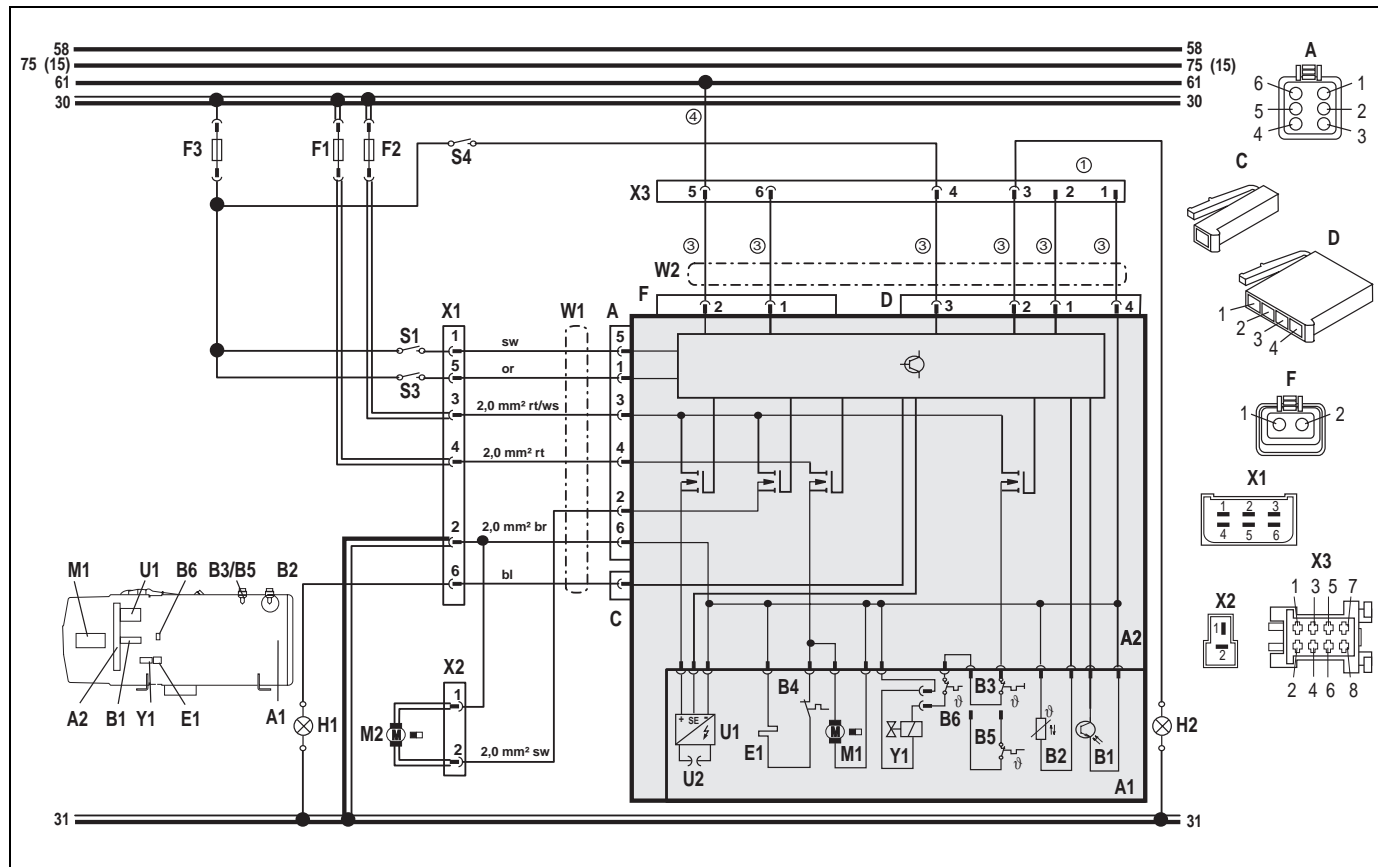 58 58
75 (15) 75 (15)
61 61
30 30
A
6 1
5 2
4 3
④
F3 F1 F2 S4
①
X3 5 6 4 3 2 1
C
③ ③ ③ ③ ③ ③
W2
D
1 2 3 4
F D
2 1 3 2 1 4
X1 W1 A
S1 1 sw 5
S3 5 or 1
3 2,0 mm² rt/ws 3
4 2,0 mm² rt 4
2
2 2,0 mm² br 6
6 bl
C
F
1 2
X1
1 2 3
4 5 6
X3
1 3 5 7
2 4 6 8
X2
1
2
M1 U1 B6 B3/B5 B2
A2 B1 Y1 E1 A1
H1
X2
1
M2 M
2 2,0 mm² sw
A2
+ SE -
U1
U2
E1
B4
M
M1
Y1
B6 ϑ
B3 ϑ
B5 ϑ
ϑ B2
B1
A1
H2
31 31